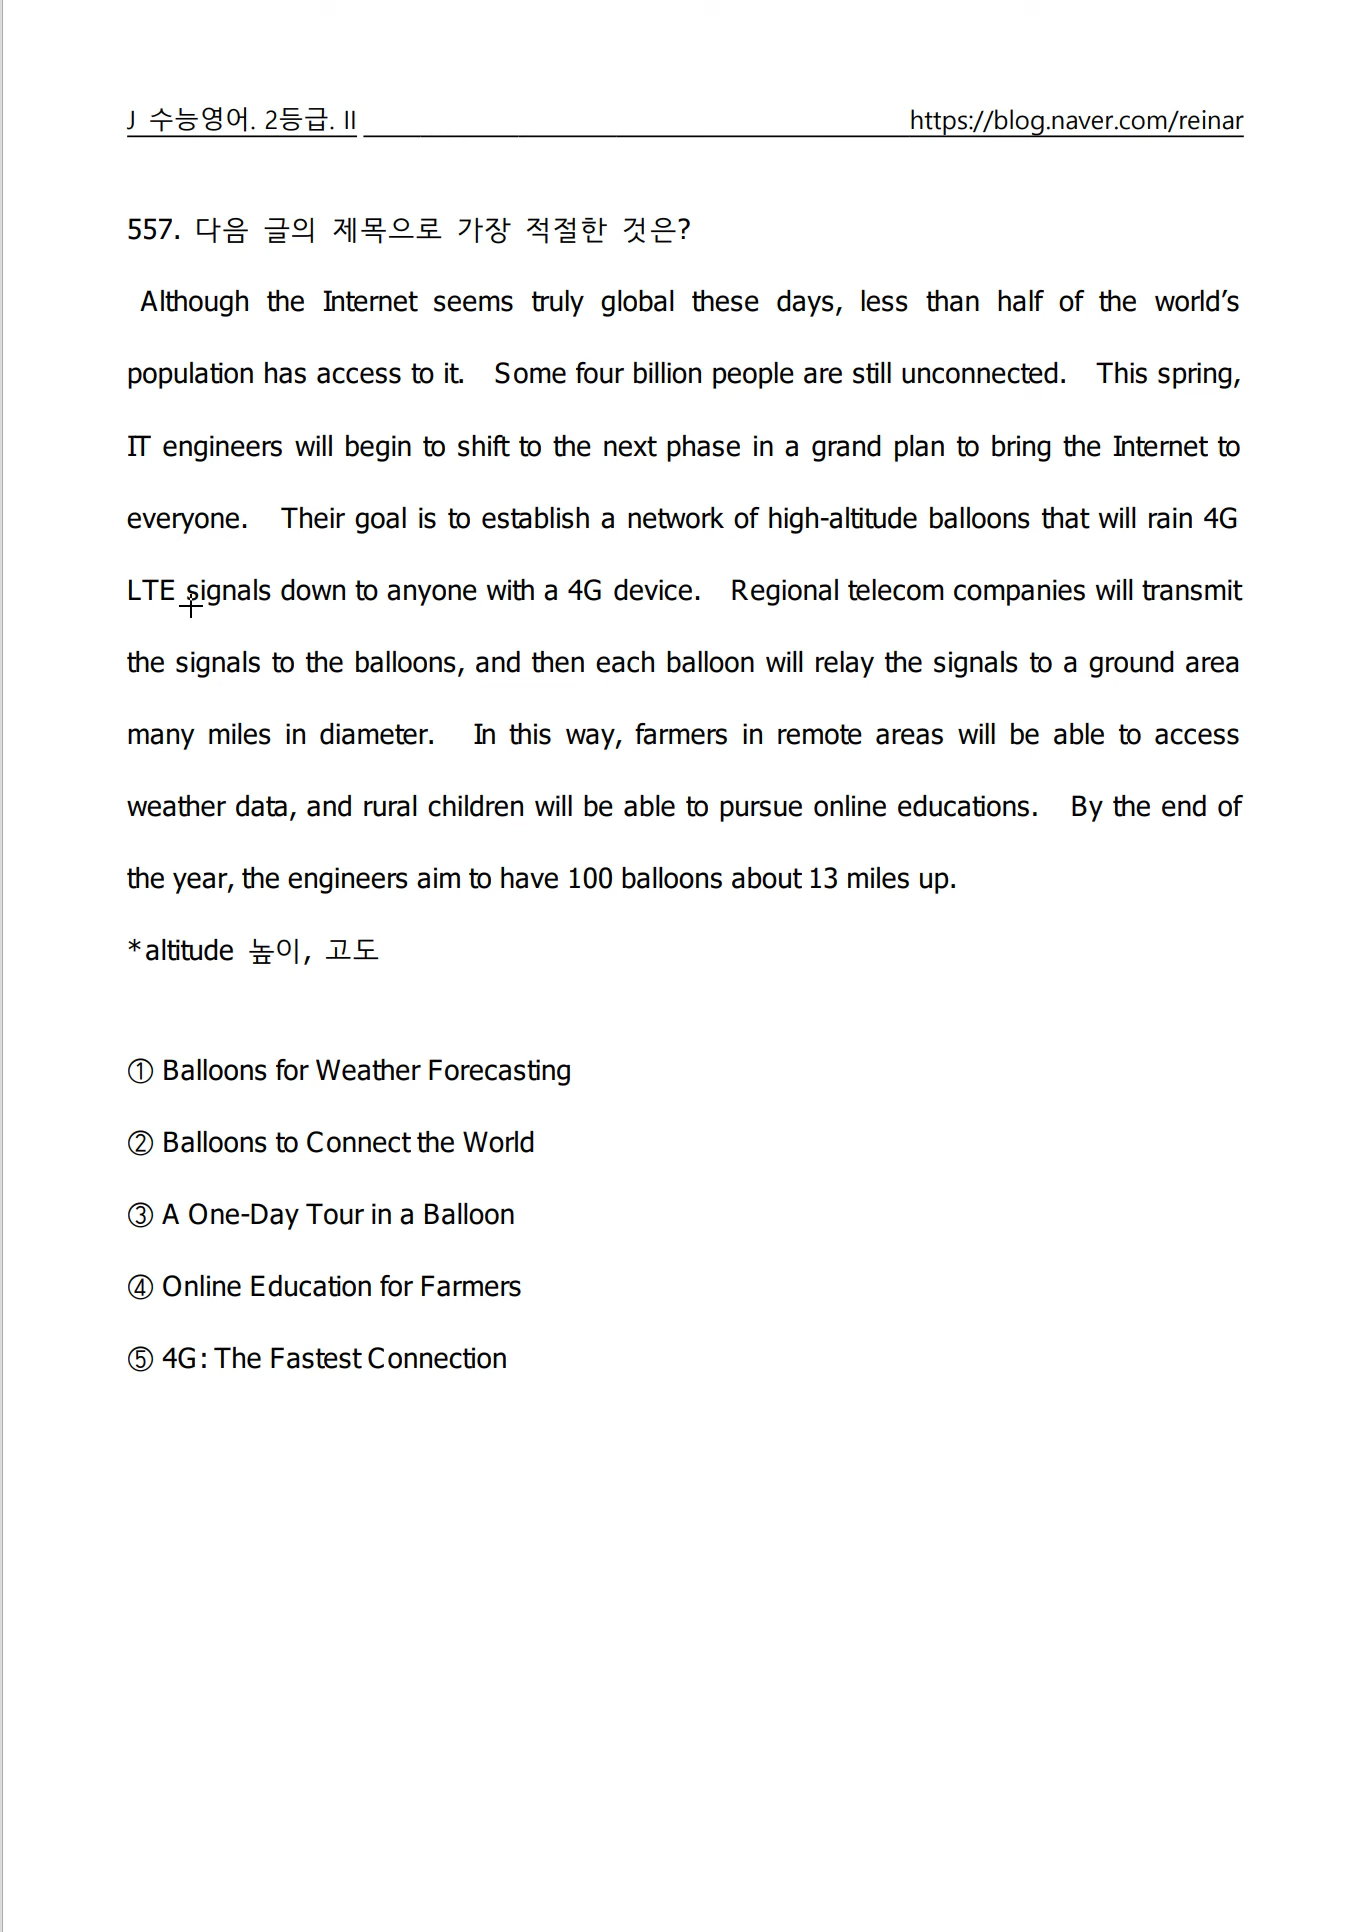 J 수능영어. 2등급. II https://blog.naver.com/reinar
557. 다음 글의 제목으로 가장 적절한 것은?
Although the Internet seems truly global these days, less than half of the world’s
population has access to it. Some four billion people are still unconnected. This spring,
IT engineers will begin to shift to the next phase in a grand plan to bring the Internet to
everyone. Their goal is to establish a network of high-altitude balloons that will rain 4G
LTE signals down to anyone with a 4G device. Regional telecom companies will transmit
the signals to the balloons, and then each balloon will relay the signals to a ground area
many miles in diameter. In this way, farmers in remote areas will be able to access
weather data, and rural children will be able to pursue online educations. By the end of
the year, the engineers aim to have 100 balloons about 13 miles up.
*altitude 높이, 고도
① Balloons for Weather Forecasting
② Balloons to Connect the World
③ A One-Day Tour in a Balloon
④ Online Education for Farmers
⑤ 4G: The Fastest Connection